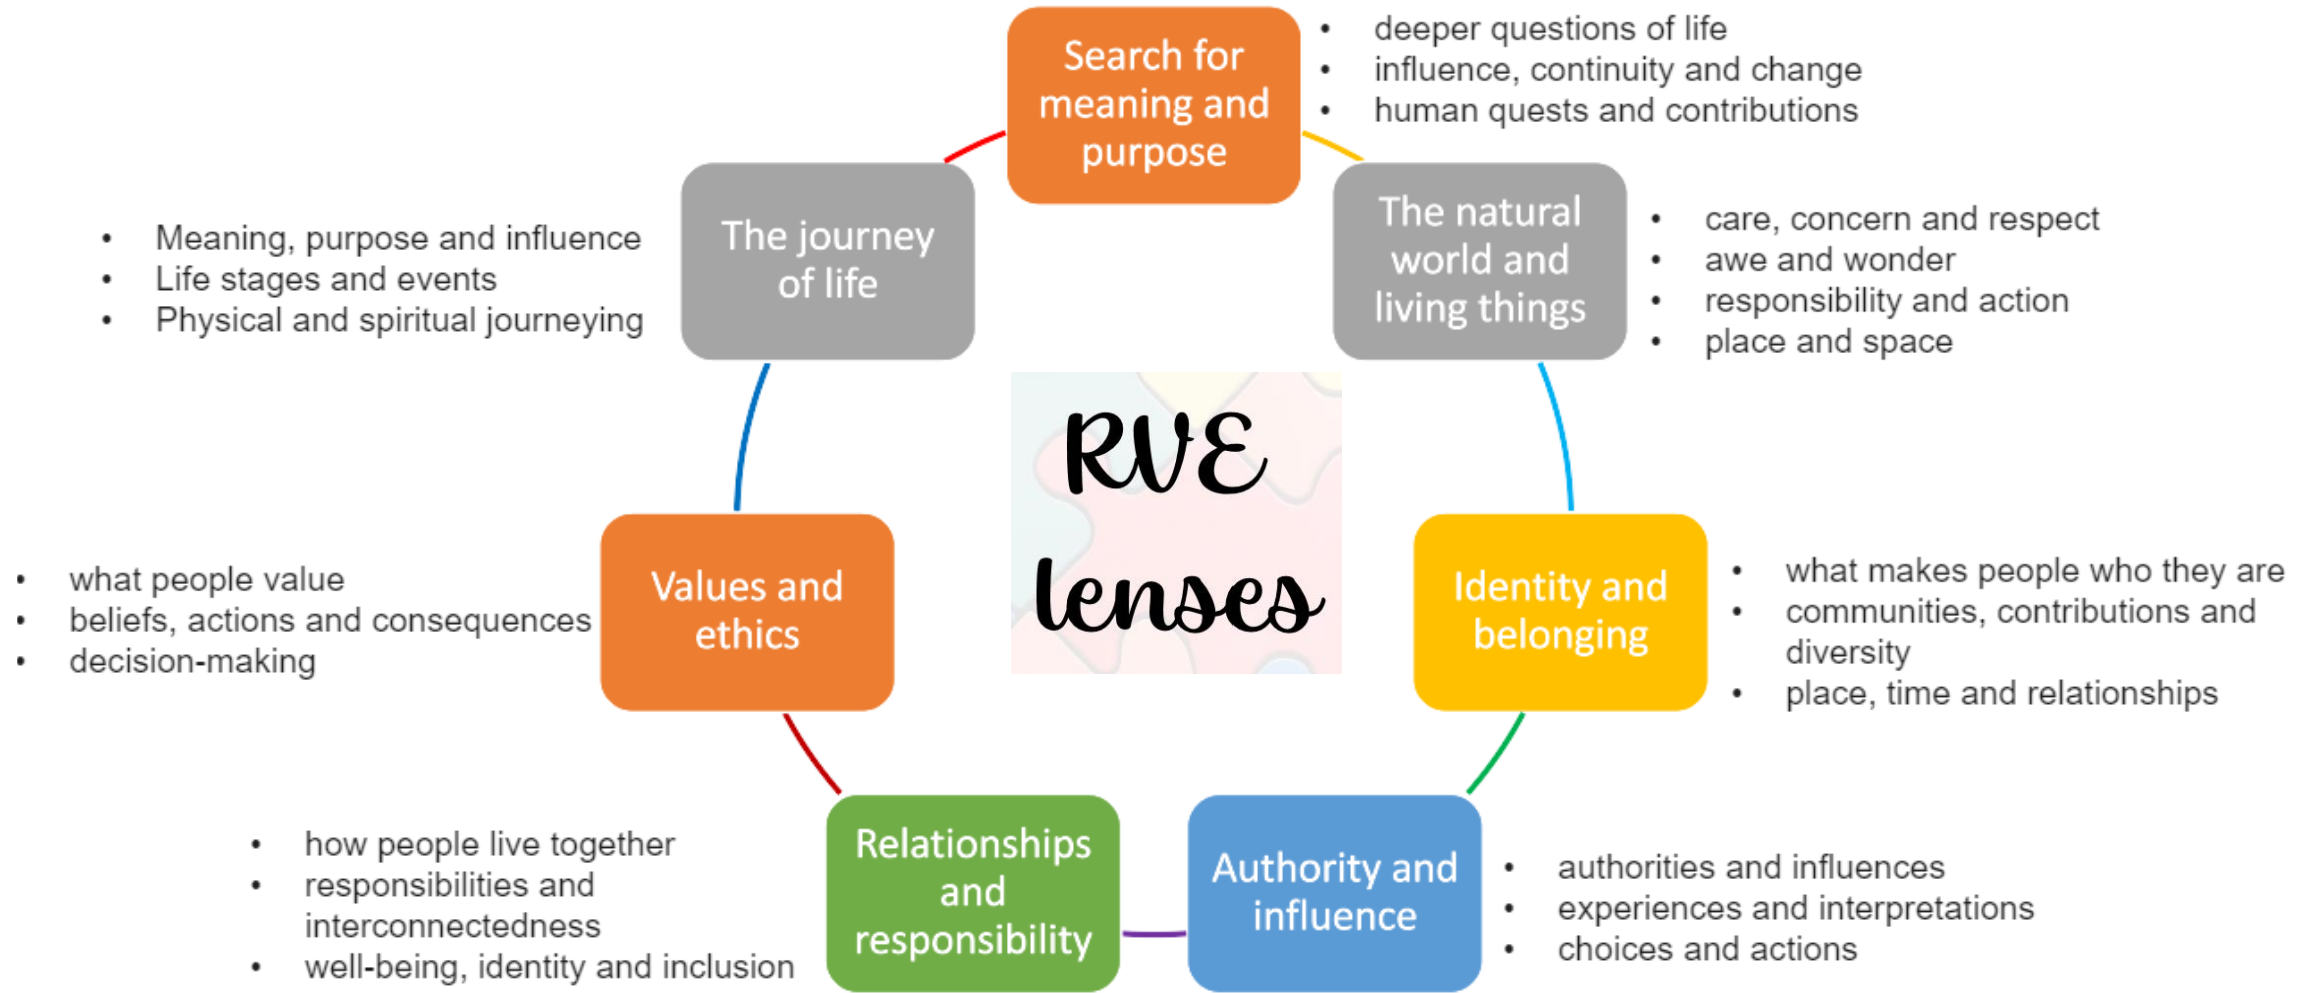 Search for
meaning and
purpose
• deeper questions of life
• influence, continuity and change
• human quests and contributions
The natural
world and
living things
• care, concern and respect
• awe and wonder
• responsibility and action
• place and space
Identity and
belonging
• what makes people who they are
• communities, contributions and
diversity
• place, time and relationships
Authority and
influence
• authorities and influences
• experiences and interpretations
• choices and actions
Relationships
and
responsibility
• how people live together
• responsibilities and
interconnectedness
• well-being, identity and inclusion
Values and
ethics
• what people value
• beliefs, actions and consequences
• decision-making
The journey
of life
• Meaning, purpose and influence
• Life stages and events
• Physical and spiritual journeying
RVE
lenses